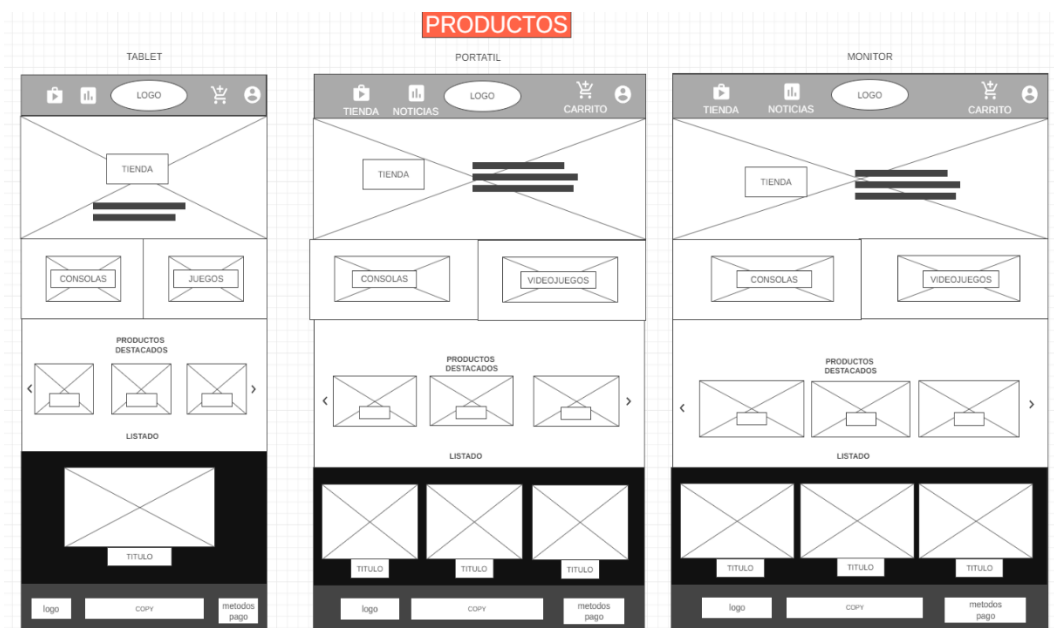 PRODUCTOS
TABLET
LOGO
TIENDA
CONSOLAS
JUEGOS
PRODUCTOS
DESTACADOS
LISTADO
TITULO
logo
COPY
metodos
pago
PORTATIL
TIENDA
NOTICIAS
LOGO
CARRITO
TIENDA
CONSOLAS
VIDEOJUEGOS
PRODUCTOS
DESTACADOS
LISTADO
TITULO
TITULO
TITULO
logo
COPY
metodos
pago
MONITOR
TIENDA
NOTICIAS
LOGO
CARRITO
TIENDA
CONSOLAS
VIDEOJUEGOS
PRODUCTOS
DESTACADOS
LISTADO
TITULO
TITULO
TITULO
logo
COPY
metodos
pago